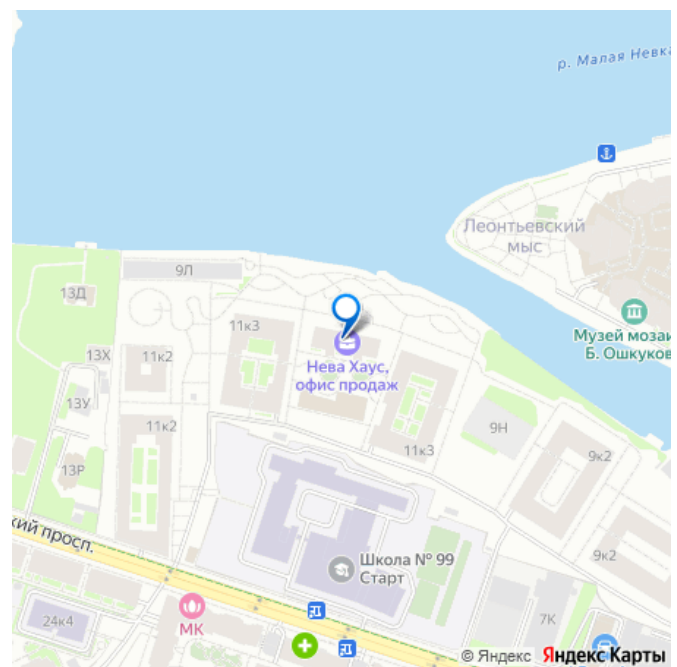 р. Малая Невка
Леонтьевский
мыс
9Л
13Д
Музей мозаи
Б. Ошкуков
11к3
13Х
11к2
Нева Хаус,
офис продаж
13У
11к2
9Н
11к3
9к2
13Р
кий просп.
Школа № 99
Старт
9к2
7К
24к4
МК
© Яндекс Яндекс Карты